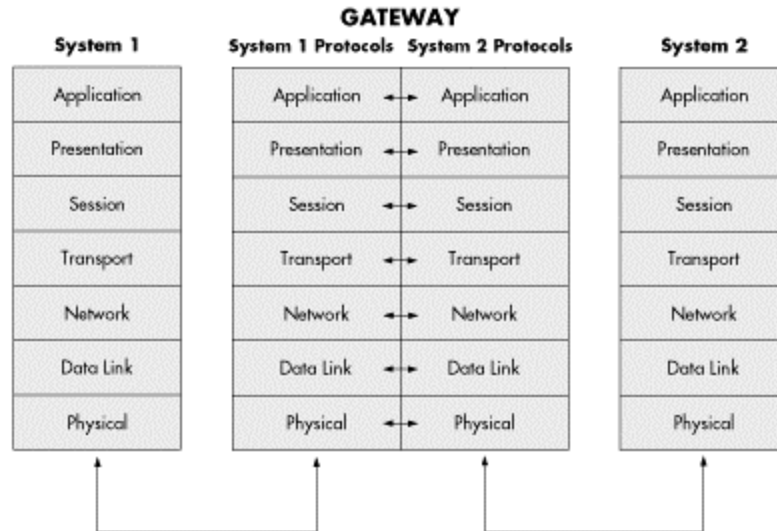 GATEWAY
System 1 System 1 Protocols System 2 Protocols System 2
Application Application Application Application
Presentation Presentation Presentation Presentation
Session Session Session Session
Transport Transport Transport Transport
Network Network Network Network
Data Link Data Link Data Link Data Link
Physical Physical Physical Physical